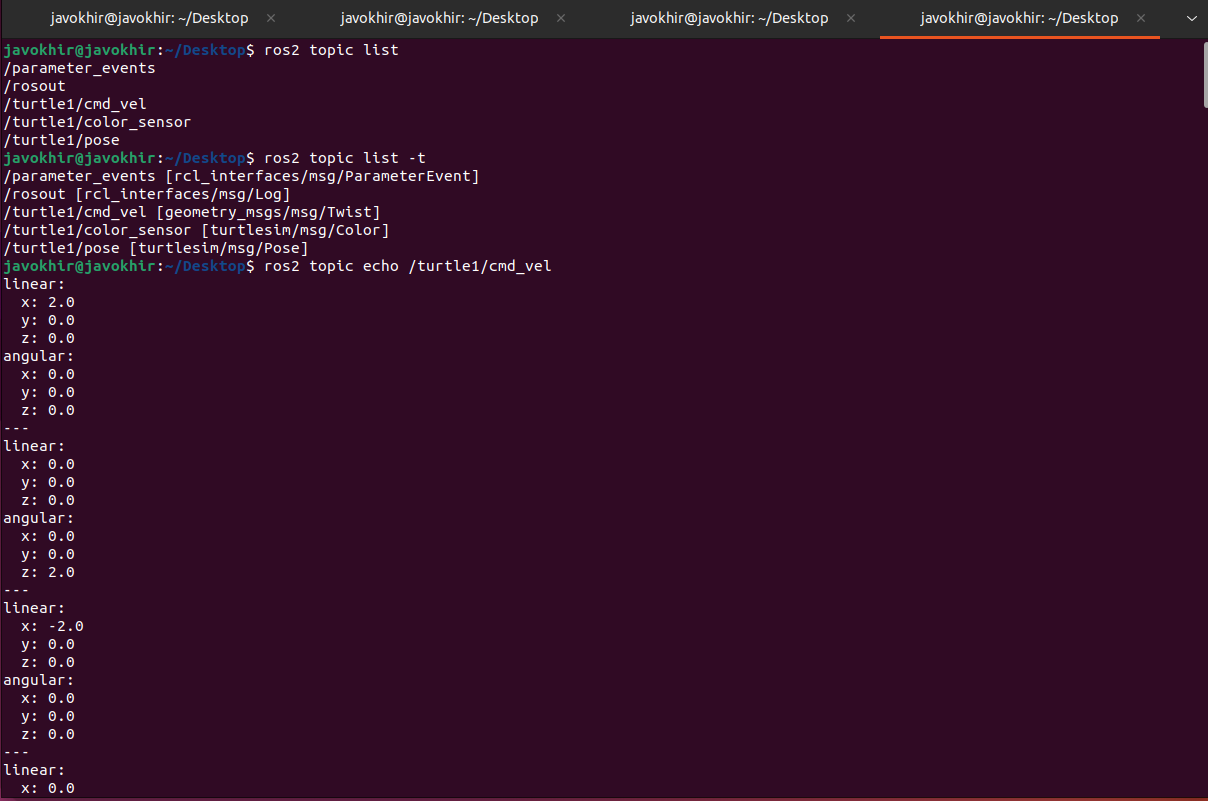 javokhir@javokhir: ~/Desktop × javokhir@javokhir: ~/Desktop × javokhir@javokhir: ~/Desktop × javokhir@javokhir: ~/Desktop ×
javokhir@javokhir:~/Desktop$ ros2 topic list
/parameter_events
/rosout
/turtle1/cmd_vel
/turtle1/color_sensor
/turtle1/pose
javokhir@javokhir:~/Desktop$ ros2 topic list -t
/parameter_events [rcl_interfaces/msg/ParameterEvent]
/rosout [rcl_interfaces/msg/Log]
/turtle1/cmd_vel [geometry_msgs/msg/Twist]
/turtle1/color_sensor [turtlesim/msg/Color]
/turtle1/pose [turtlesim/msg/Pose]
javokhir@javokhir:~/Desktop$ ros2 topic echo /turtle1/cmd_vel
linear:
  x: 2.0
  y: 0.0
  z: 0.0
angular:
  x: 0.0
  y: 0.0
  z: 0.0
---
linear:
  x: 0.0
  y: 0.0
  z: 0.0
angular:
  x: 0.0
  y: 0.0
  z: 2.0
---
linear:
  x: -2.0
  y: 0.0
  z: 0.0
angular:
  x: 0.0
  y: 0.0
  z: 0.0
---
linear:
  x: 0.0